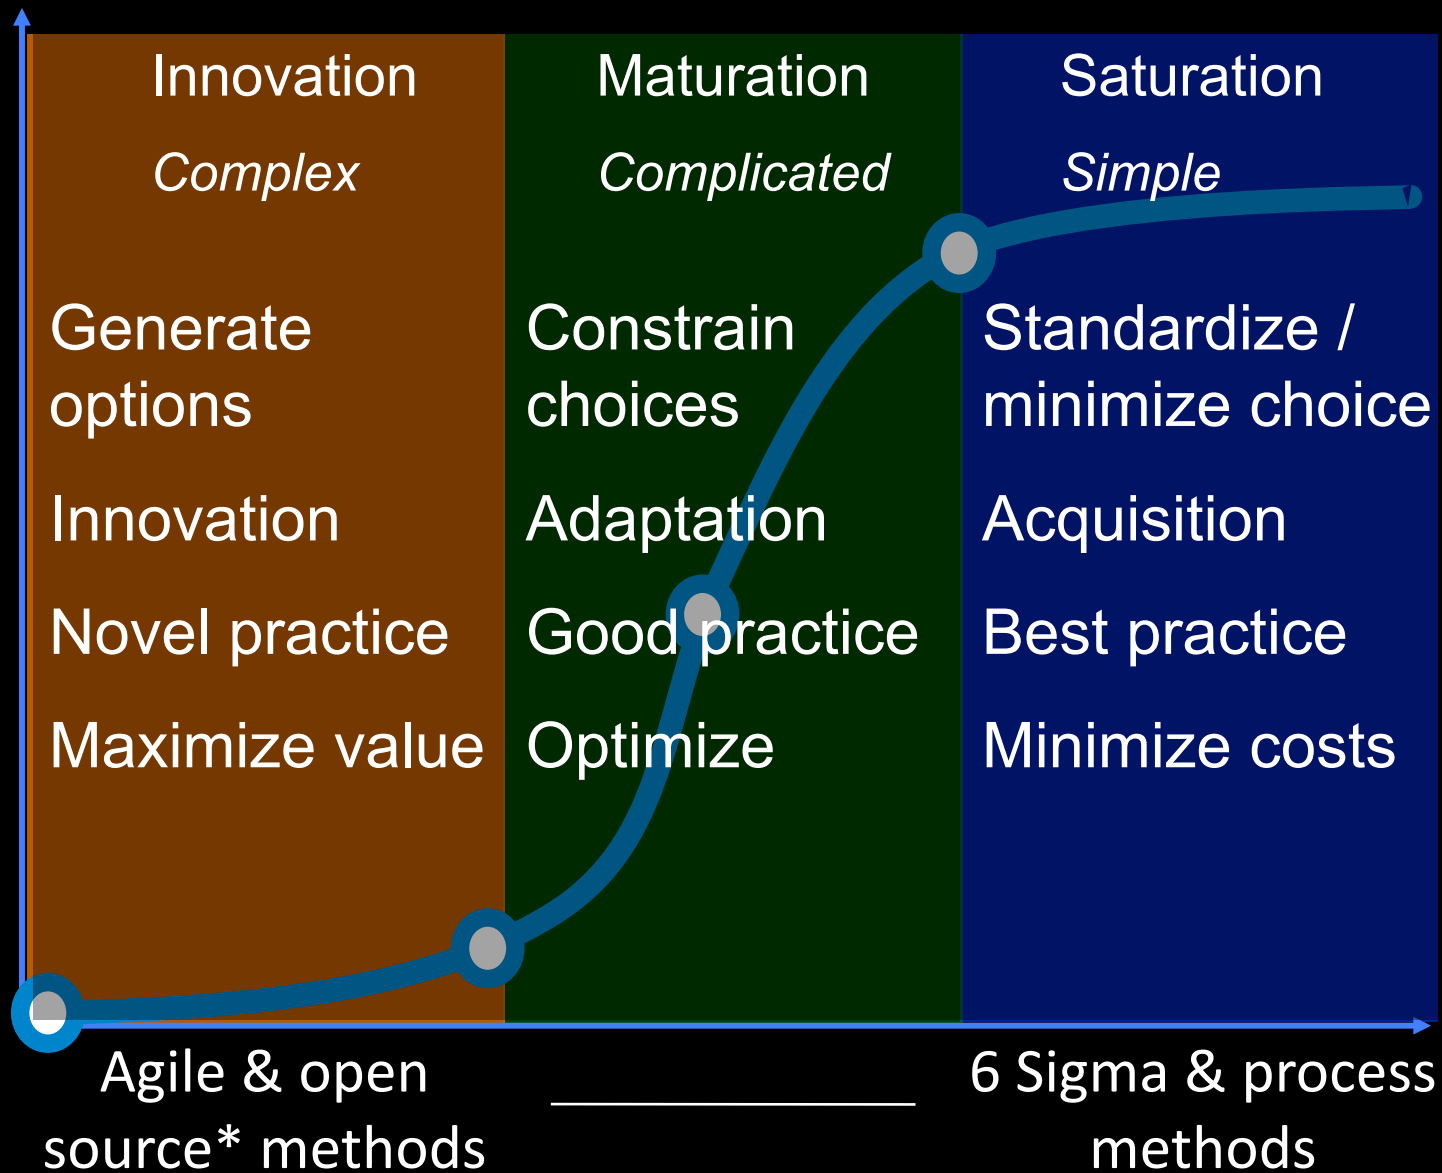 Innovation
Complex
Generate
options
Innovation
Novel practice
Maximize value
Maturation
Complicated
Constrain
choices
Adaptation
Good practice
Optimize
Saturation
Simple
Standardize /
minimize choice
Acquisition
Best practice
Minimize costs
Agile & open
source* methods
6 Sigma & process
methods